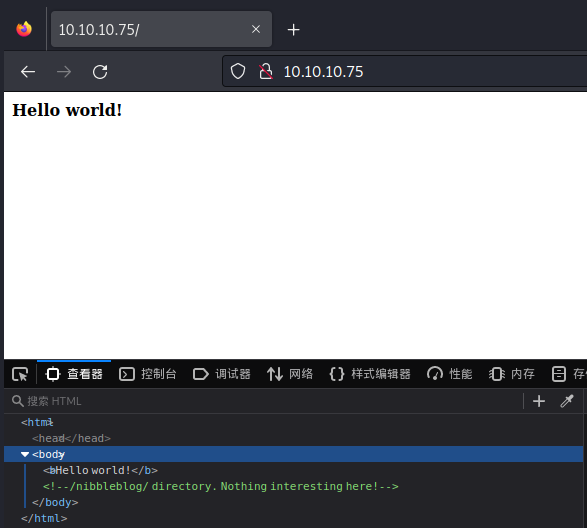 10.10.10.75/
10.10.10.75
Hello world!
查看器 控制台 调试器 网络 样式编辑器 性能 内存
搜索 HTML
<html>
<head></head>
<body>
<b>Hello world!</b>
<!--/nibbleblog/ directory. Nothing interesting here!-->
</body>
</html>